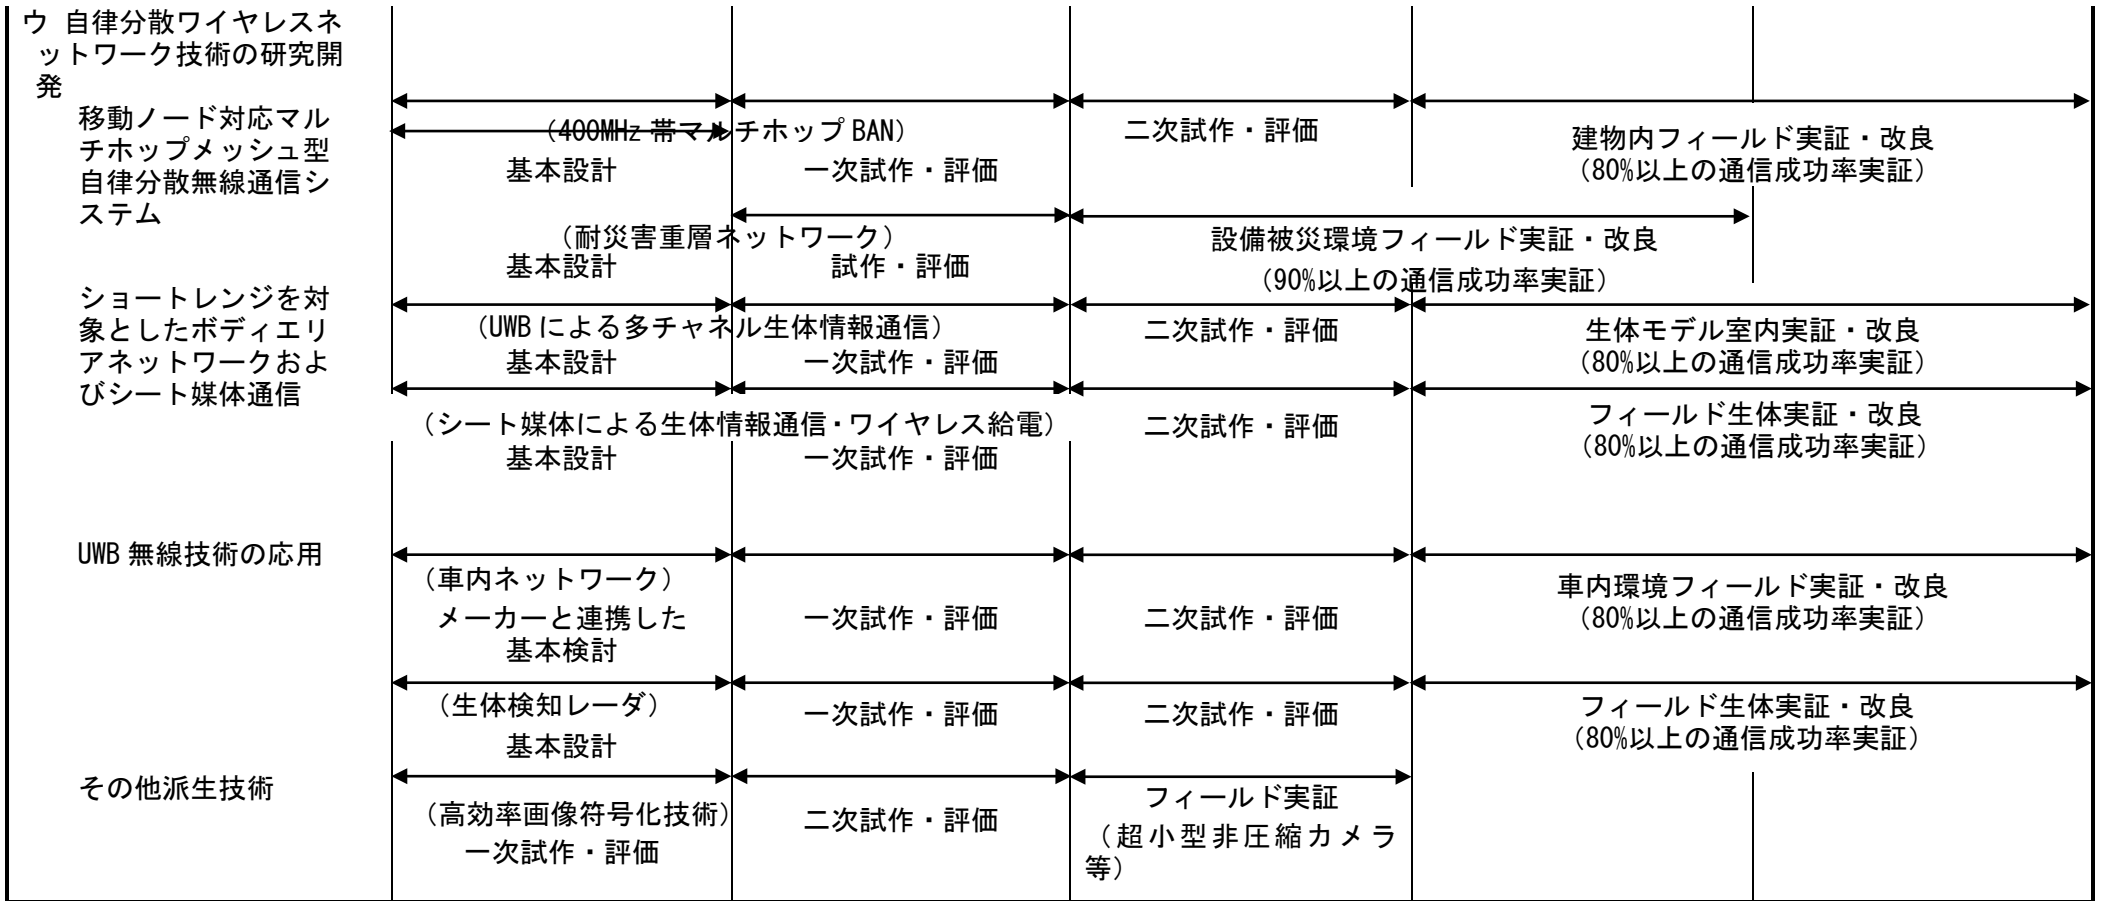 ウ 自律分散ワイヤレスネ
ットワーク技術の研究開
発
移動ノード対応マル
チホップメッシュ型
自律分散無線通信シ
ステム
（400MHz 帯マルチホップ BAN）
基本設計
一次試作・評価
二次試作・評価
建物内フィールド実証・改良
（80%以上の通信成功率実証）
（耐災害重層ネットワーク）
基本設計
試作・評価
設備被災環境フィールド実証・改良
（90%以上の通信成功率実証）
ショートレンジを対
象としたボディエリ
アネットワークおよ
びシート媒体通信
（UWB による多チャネル生体情報通信）
基本設計
一次試作・評価
二次試作・評価
生体モデル室内実証・改良
（80%以上の通信成功率実証）
（シート媒体による生体情報通信・ワイヤレス給電）
基本設計
一次試作・評価
二次試作・評価
フィールド生体実証・改良
（80%以上の通信成功率実証）
UWB 無線技術の応用
（車内ネットワーク）
メーカーと連携した
基本検討
一次試作・評価
二次試作・評価
車内環境フィールド実証・改良
（80%以上の通信成功率実証）
（生体検知レーダ）
基本設計
一次試作・評価
二次試作・評価
フィールド生体実証・改良
（80%以上の通信成功率実証）
その他派生技術
（高効率画像符号化技術）
一次試作・評価
二次試作・評価
フィールド実証
（超小型非圧縮カメラ
等）